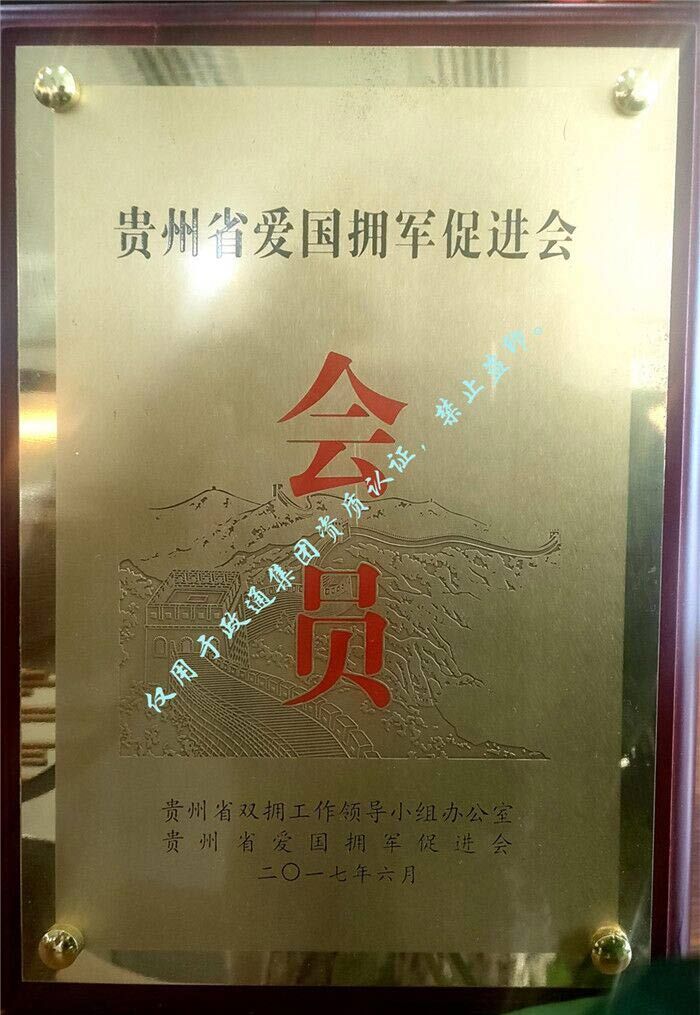 贵州省爱国拥军促进会
会
员
仅用于政通集团资质认证，禁止盗印。
贵州省双拥工作领导小组办公室
贵州省爱国拥军促进会
二〇一七年六月